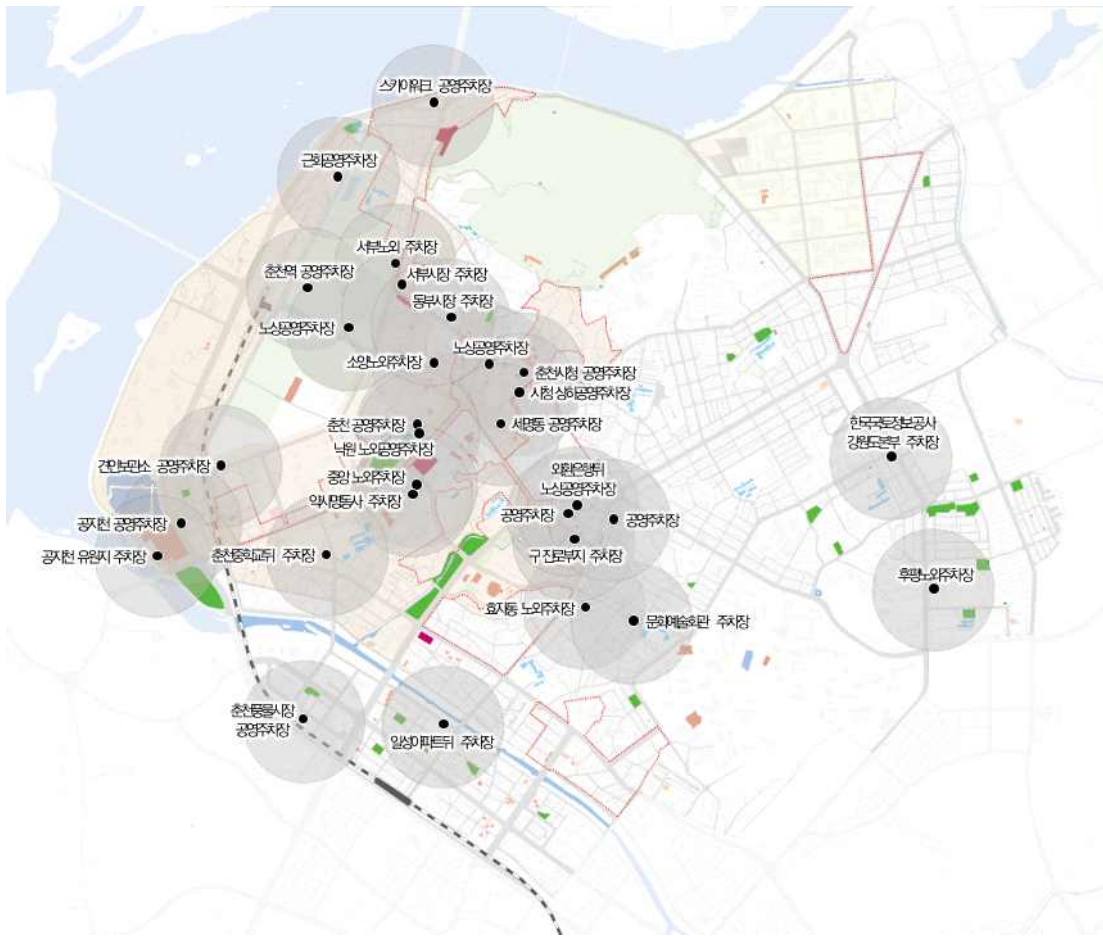 스카이워크 공영주차장
근화공영주차장
서부노외 주차장
춘천역 공영주차장
서부시장 주차장
동부시장 주차장
노상공영주차장
소양노외주차장
노상공영주차장
춘천시청 공영주차장
시청 상하공영주차장
춘천 공영주차장
세명동 공영주차장
낙원 노외공영주차장
한국국토정보공사
강원도본부 주차장
견인보관소 공영주차장
중앙 노외주차장
약사명동사 주차장
외환은행뒤
노상공영주차장
공영주차장
공영주차장
공지천 공영주차장
공지천 유원지 주차장
춘천중학교뒤 주차장
구 진로부지 주차장
후평노외주차장
효자동 노외주차장
문화예술회관 주차장
춘천풍물시장
공영주차장
일성아파트뒤 주차장